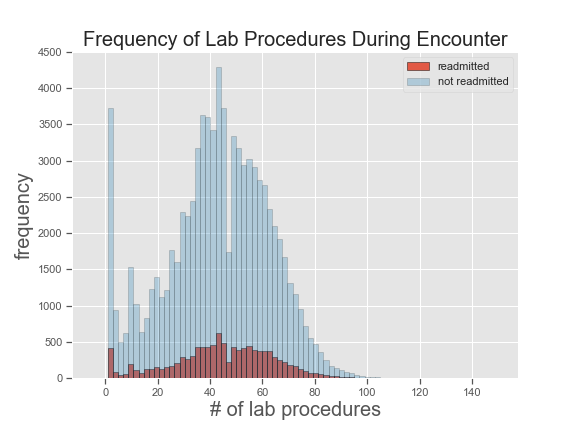 Frequency of Lab Procedures During Encounter
readmitted
not readmitted
4500
4000
3500
3000
2500
2000
1500
1000
500
0
frequency
0 20 40 60 80 100 120 140
# of lab procedures